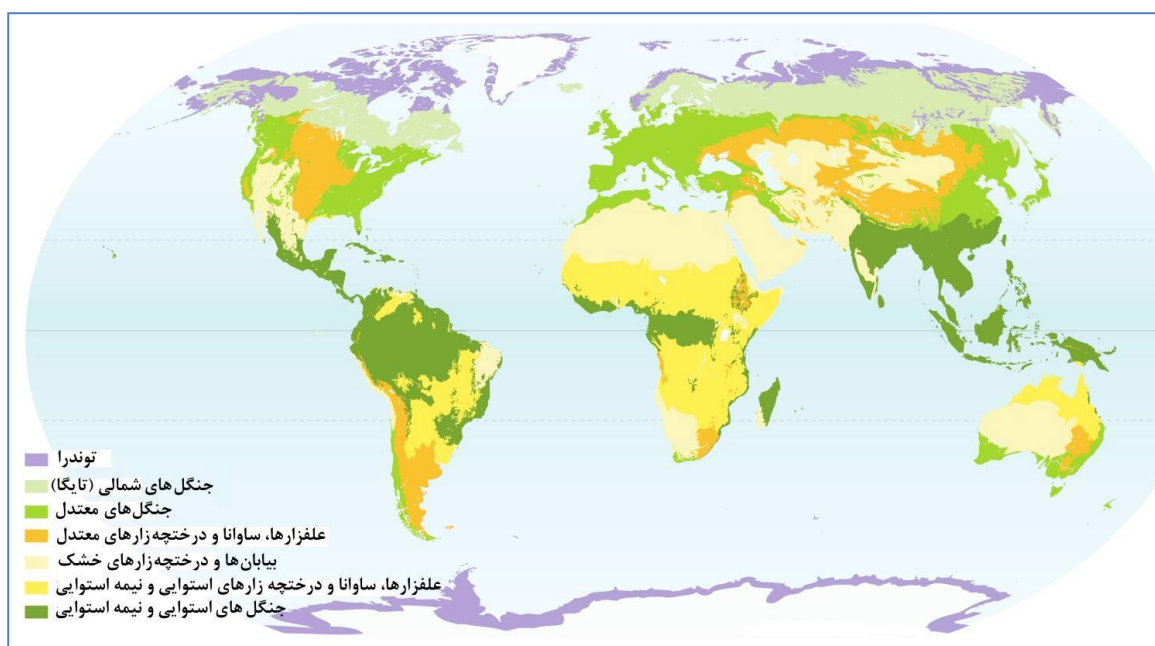 توندرا
جنگل‌های شمالی (تایگا)
جنگل‌های معتدل
علفزارها، ساوانا و درختچه‌زارهای معتدل
بیابان‌ها و درختچه‌زارهای خشک
علفزارها، ساوانا و درختچه زارهای استوایی و نیمه استوایی
جنگل های استوایی و نیمه استوایی